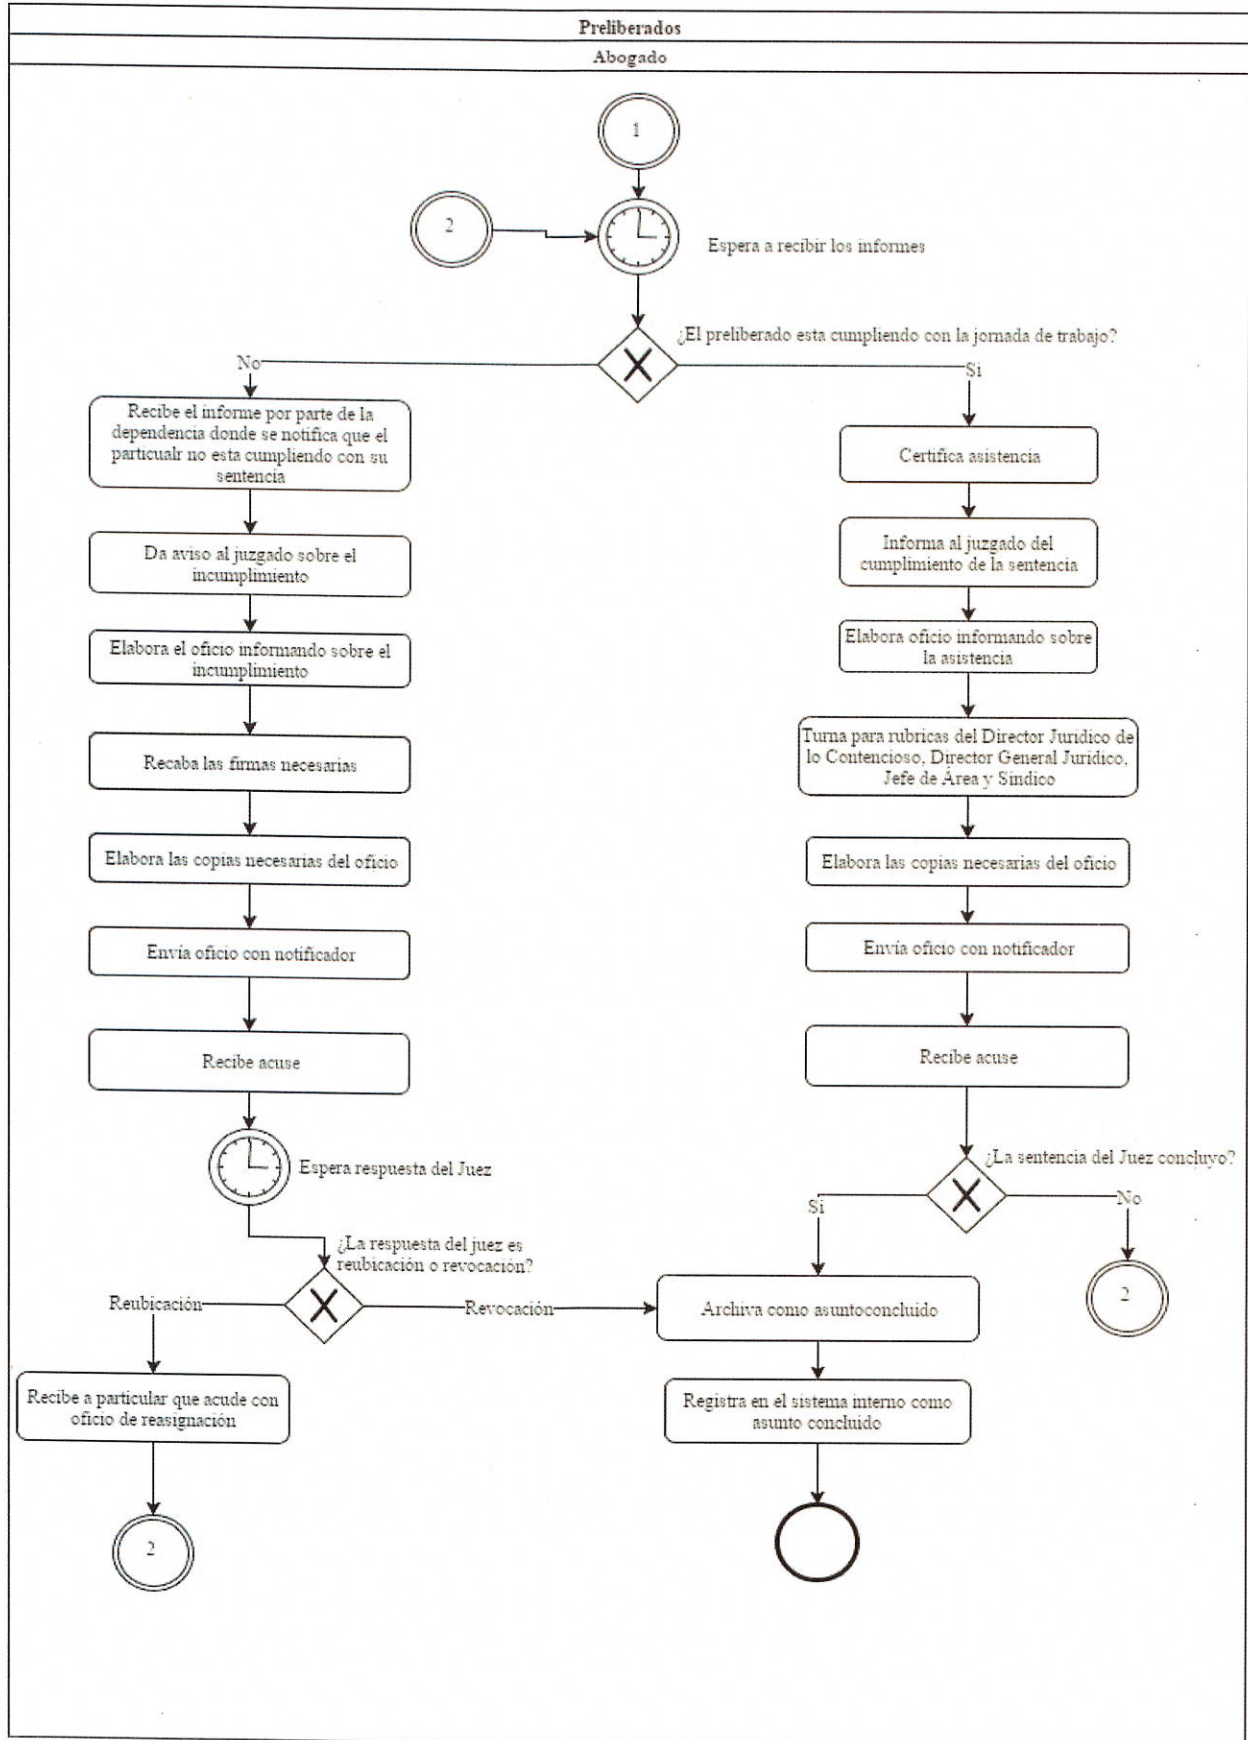 Preliberados
Abogado
1
2
Espera a recibir los informes
¿El preliberado esta cumpliendo con la jornada de trabajo?
No
Si
Recibe el informe por parte de la
dependencia donde se notifica que el
particualr no esta cumpliendo con su
sentencia
Da aviso al juzgado sobre el
incumplimiento
Elabora el oficio informando sobre el
incumplimiento
Recaba las firmas necesarias
Elabora las copias necesarias del oficio
Envía oficio con notificador
Recibe acuse
Espera respuesta del Juez
¿La respuesta del juez es
reubicación o revocación?
Reubicación
Revocación
Recibe a particular que acude con
oficio de reasignación
2
Certifica asistencia
Informa al juzgado del
cumplimiento de la sentencia
Elabora oficio informando sobre
la asistencia
Turna para rubricas del Director Juridico de
lo Contencioso, Director General Juridico,
Jefe de Área y Sindico
Elabora las copias necesarias del oficio
Envía oficio con notificador
Recibe acuse
¿La sentencia del Juez concluyo?
Si
No
2
Archiva como asuntoconcluido
Registra en el sistema interno como
asunto concluido